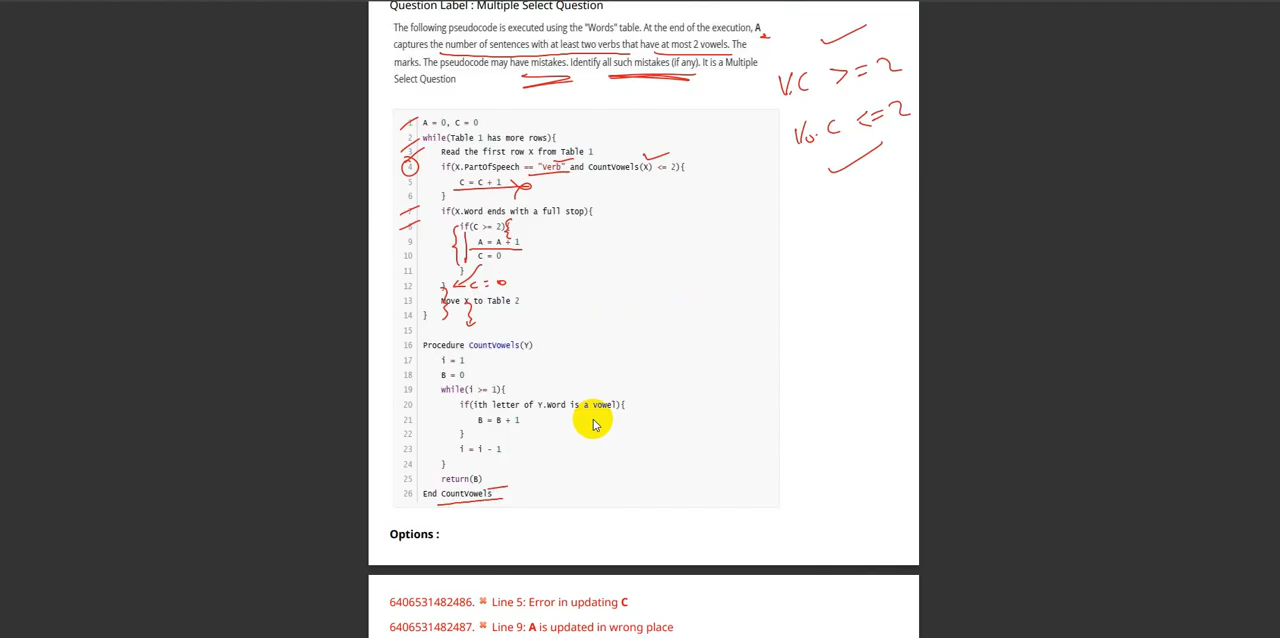 Question Label : Multiple Select Question
The following pseudocode is executed using the "Words" table. At the end of the execution, A
captures the number of sentences with at least two verbs that have at most 2 vowels. The
marks. The pseudocode may have mistakes. Identify all such mistakes (if any). It is a Multiple
Select Question
V.C >= 2
Vo. C <= 2
1 A = 0, C = 0
2 while(Table 1 has more rows){
3 Read the first row X from Table 1
4 if(X.PartOfSpeech == "Verb" and CountVowels(X) <= 2){
5 C = C + 1
6 }
7 if(X.Word ends with a full stop){
8 if(C >= 2){
9 A = A + 1
10 C = 0
11 }
12 } C = 0
13 Move X to Table 2
14 }
15
16 Procedure CountVowels(Y)
17 i = 1
18 B = 0
19 while(i >= 1){
20 if(ith letter of Y.Word is a vowel){
21 B = B + 1
22 }
23 i = i - 1
24 }
25 return(B)
26 End CountVowels
Options :
6406531482486. Line 5: Error in updating C
6406531482487. Line 9: A is updated in wrong place